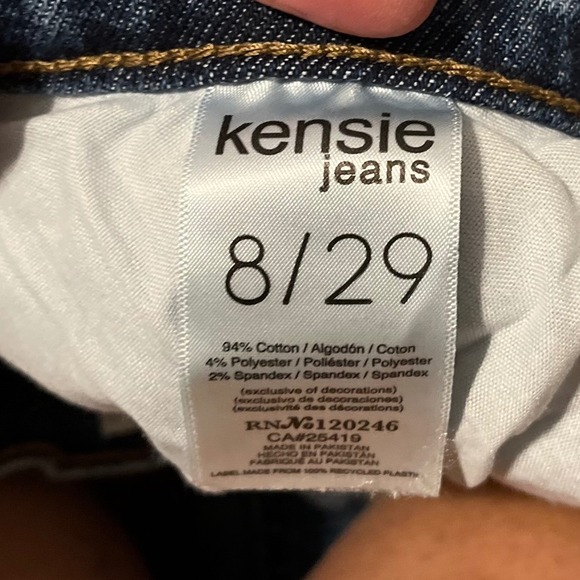 kensie
jeans
8/29
94% Cotton / Algodón / Coton
4% Polyester / Poliéster / Polyester
2% Spandex / Spandex / Spandex
(exclusive of decorations)
(exclusivo de decoraciones)
(exclusivité des décorations)
RN№120246
CA#25419
MADE IN PAKISTAN
HECHO EN PAKISTÁN
FABRIQUÉ AU PAKISTAN
LABEL MADE FROM 100% RECYCLED PLASTIC